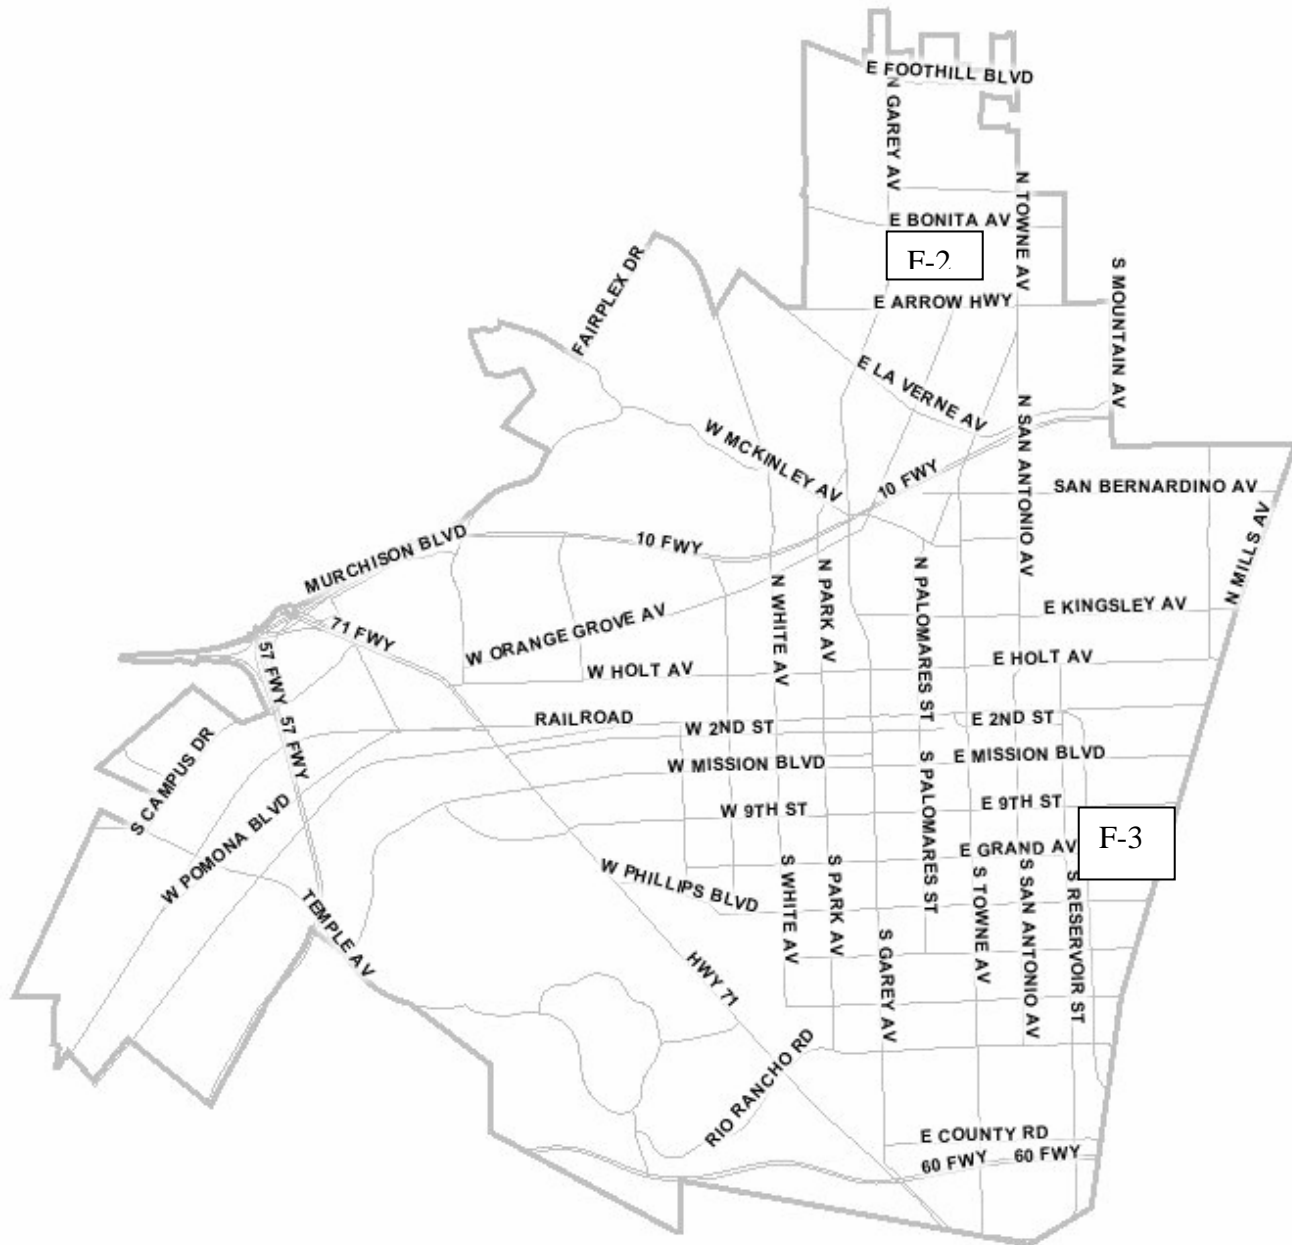 E FOOTHILL BLVD
N GAREY AV
N TOWNE AV
E BONITA AV
F-2
S MOUNTAIN AV
FAIRPLEX DR
E ARROW HWY
E LA VERNE AV
N SAN ANTONIO AV
W MCKINLEY AV
10 FWY
SAN BERNARDINO AV
N MILLS AV
MURCHISON BLVD
10 FWY
N WHITE AV
N PARK AV
N PALOMARES ST
E KINGSLEY AV
71 FWY
W ORANGE GROVE AV
57 FWY
W HOLT AV
E HOLT AV
57 FWY
RAILROAD
W 2ND ST
E 2ND ST
S CAMPUS DR
W MISSION BLVD
S PALOMARES ST
E MISSION BLVD
W POMONA BLVD
W 9TH ST
E 9TH ST
F-3
E GRAND AV
W PHILLIPS BLVD
S WHITE AV
S PARK AV
S TOWNE AV
S SAN ANTONIO AV
S RESERVOIR ST
TEMPLE AV
S GAREY AV
HWY 71
RIO RANCHO RD
E COUNTY RD
60 FWY
60 FWY